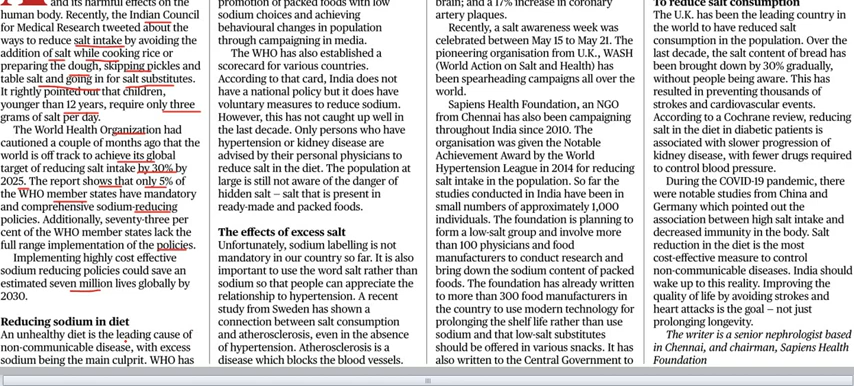 and its harmful effects on the
human body. Recently, the Indian Council
for Medical Research tweeted about the
ways to reduce salt intake by avoiding the
addition of salt while cooking rice or
preparing the dough, skipping pickles and
table salt and going in for salt substitutes.
It rightly pointed out that children,
younger than 12 years, require only three
grams of salt per day.
The World Health Organization had
cautioned a couple of months ago that the
world is off track to achieve its global
target of reducing salt intake by 30% by
2025. The report shows that only 5% of
the WHO member states have mandatory
and comprehensive sodium-reducing
policies. Additionally, seventy-three per
cent of the WHO member states lack the
full range implementation of the policies.
Implementing highly cost effective
sodium reducing policies could save an
estimated seven million lives globally by
2030.
Reducing sodium in diet
An unhealthy diet is the leading cause of
non-communicable disease, with excess
sodium being the main culprit. WHO has
promotion of packed foods with low
sodium choices and achieving
behavioural changes in population
through campaigning in media.
The WHO has also established a
scorecard for various countries.
According to that card, India does not
have a national policy but it does have
voluntary measures to reduce sodium.
However, this has not caught up well in
the last decade. Only persons who have
hypertension or kidney disease are
advised by their personal physicians to
reduce salt in the diet. The population at
large is still not aware of the danger of
hidden salt – salt that is present in
ready-made and packed foods.
The effects of excess salt
Unfortunately, sodium labelling is not
mandatory in our country so far. It is also
important to use the word salt rather than
sodium so that people can appreciate the
relationship to hypertension. A recent
study from Sweden has shown a
connection between salt consumption
and atherosclerosis, even in the absence
of hypertension. Atherosclerosis is a
disease which blocks the blood vessels.
brain; and a 17% increase in coronary
artery plaques.
Recently, a salt awareness week was
celebrated between May 15 to May 21. The
pioneering organisation from U.K., WASH
(World Action on Salt and Health) has
been spearheading campaigns all over the
world.
Sapiens Health Foundation, an NGO
from Chennai has also been campaigning
throughout India since 2010. The
organisation was given the Notable
Achievement Award by the World
Hypertension League in 2014 for reducing
salt intake in the population. So far the
studies conducted in India have been in
small numbers of approximately 1,000
individuals. The foundation is planning to
form a low-salt group and involve more
than 100 physicians and food
manufacturers to conduct research and
bring down the sodium content of packed
foods. The foundation has already written
to more than 300 food manufacturers in
the country to use modern technology for
prolonging the shelf life rather than use
sodium and that low-salt substitutes
should be offered in various snacks. It has
also written to the Central Government to
To reduce salt consumption
The U.K. has been the leading country in
the world to have reduced salt
consumption in the population. Over the
last decade, the salt content of bread has
been brought down by 30% gradually,
without people being aware. This has
resulted in preventing thousands of
strokes and cardiovascular events.
According to a Cochrane review, reducing
salt in the diet in diabetic patients is
associated with slower progression of
kidney disease, with fewer drugs required
to control blood pressure.
During the COVID-19 pandemic, there
were notable studies from China and
Germany which pointed out the
association between high salt intake and
decreased immunity in the body. Salt
reduction in the diet is the most
cost-effective measure to control
non-communicable diseases. India should
wake up to this reality. Improving the
quality of life by avoiding strokes and
heart attacks is the goal – not just
prolonging longevity.
The writer is a senior nephrologist based
in Chennai, and chairman, Sapiens Health
Foundation